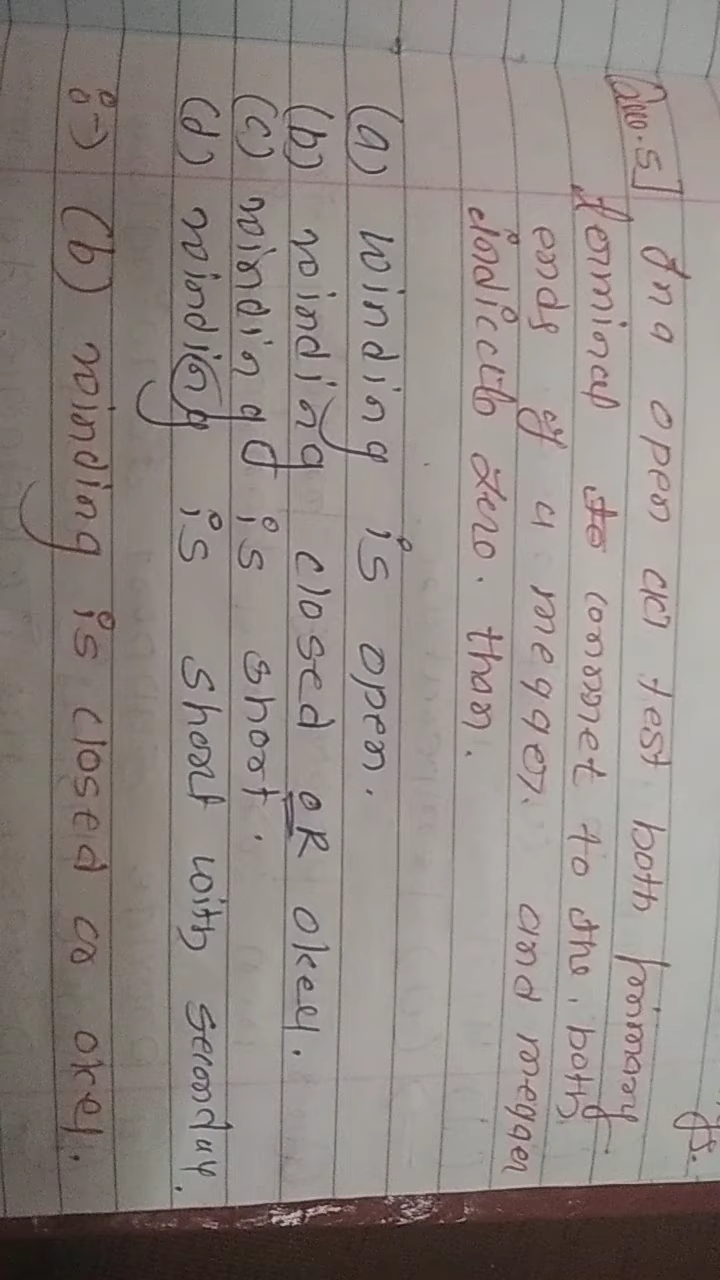 Que. 5] In a open ckt test both primary
terminal to connect to the, both
ends of a megger. and megger
indicate zero. than.
(a) winding is open.
(b) winding closed OR okey.
(c) winding is short.
(d) winding is short with seconday.
:-) (b) winding is closed or okey.